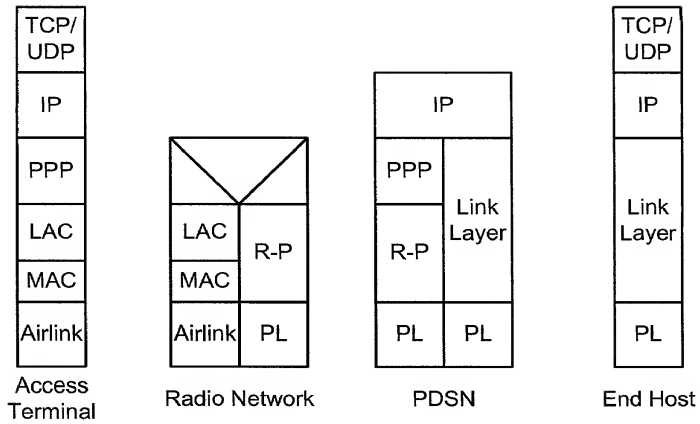 TCP/
UDP
IP
PPP
LAC
MAC
Airlink
Access
Terminal
LAC
MAC
Airlink
R-P
PL
Radio Network
IP
PPP
R-P
PL
Link
Layer
PL
PDSN
TCP/
UDP
IP
Link
Layer
PL
End Host